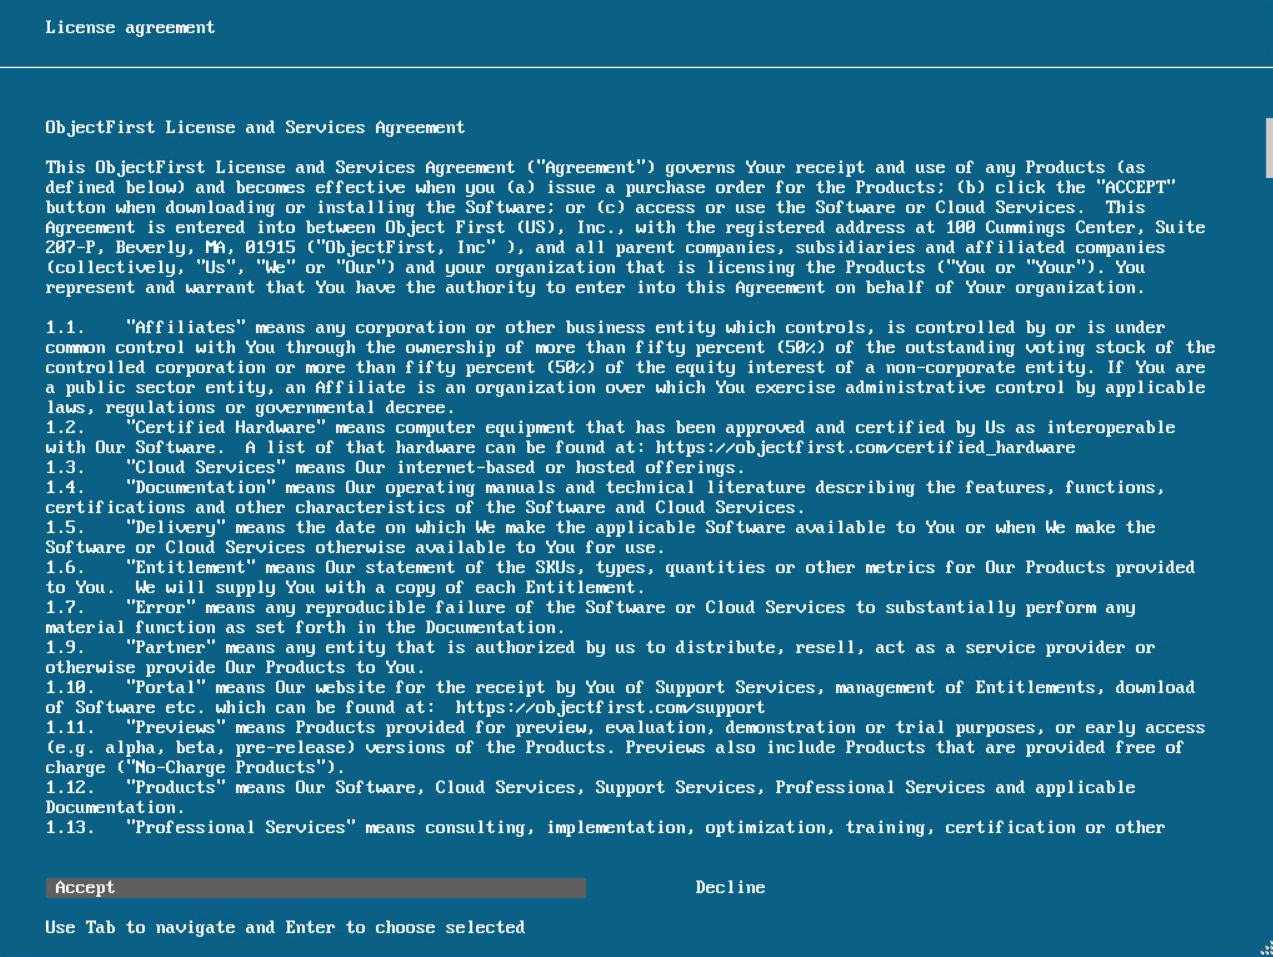 License agreement
ObjectFirst License and Services Agreement
This ObjectFirst License and Services Agreement ("Agreement") governs Your receipt and use of any Products (as
defined below) and becomes effective when you (a) issue a purchase order for the Products; (b) click the "ACCEPT"
button when downloading or installing the Software; or (c) access or use the Software or Cloud Services.  This
Agreement is entered into between Object First (US), Inc., with the registered address at 100 Cummings Center, Suite
207-P, Beverly, MA, 01915 ("ObjectFirst, Inc" ), and all parent companies, subsidiaries and affiliated companies
(collectively, "Us", "We" or "Our") and your organization that is licensing the Products ("You or "Your"). You
represent and warrant that You have the authority to enter into this Agreement on behalf of Your organization.
1.1.    "Affiliates" means any corporation or other business entity which controls, is controlled by or is under
common control with You through the ownership of more than fifty percent (50%) of the outstanding voting stock of the
controlled corporation or more than fifty percent (50%) of the equity interest of a non-corporate entity. If You are
a public sector entity, an Affiliate is an organization over which You exercise administrative control by applicable
laws, regulations or governmental decree.
1.2.    "Certified Hardware" means computer equipment that has been approved and certified by Us as interoperable
with Our Software.  A list of that hardware can be found at: https://objectfirst.com/certified_hardware
1.3.    "Cloud Services" means Our internet-based or hosted offerings.
1.4.    "Documentation" means Our operating manuals and technical literature describing the features, functions,
certifications and other characteristics of the Software and Cloud Services.
1.5.    "Delivery" means the date on which We make the applicable Software available to You or when We make the
Software or Cloud Services otherwise available to You for use.
1.6.    "Entitlement" means Our statement of the SKUs, types, quantities or other metrics for Our Products provided
to You.  We will supply You with a copy of each Entitlement.
1.7.    "Error" means any reproducible failure of the Software or Cloud Services to substantially perform any
material function as set forth in the Documentation.
1.9.    "Partner" means any entity that is authorized by us to distribute, resell, act as a service provider or
otherwise provide Our Products to You.
1.10.   "Portal" means Our website for the receipt by You of Support Services, management of Entitlements, download
of Software etc. which can be found at:  https://objectfirst.com/support
1.11.   "Previews" means Products provided for preview, evaluation, demonstration or trial purposes, or early access
(e.g. alpha, beta, pre-release) versions of the Products. Previews also include Products that are provided free of
charge ("No-Charge Products").
1.12.   "Products" means Our Software, Cloud Services, Support Services, Professional Services and applicable
Documentation.
1.13.   "Professional Services" means consulting, implementation, optimization, training, certification or other
Accept
Decline
Use Tab to navigate and Enter to choose selected